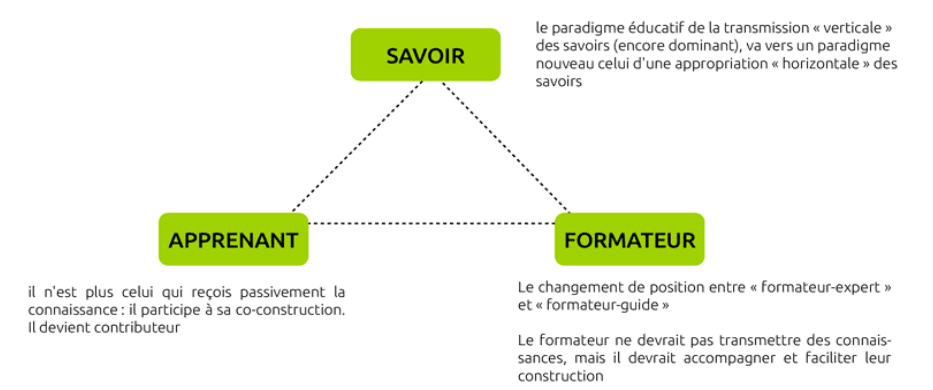 SAVOIR
le paradigme éducatif de la transmission « verticale »
des savoirs (encore dominant), va vers un paradigme
nouveau celui d'une appropriation « horizontale » des
savoirs
APPRENANT
il n'est plus celui qui reçois passivement la
connaissance : il participe à sa co-construction.
Il devient contributeur
FORMATEUR
Le changement de position entre « formateur-expert »
et « formateur-guide »
Le formateur ne devrait pas transmettre des connais-
sances, mais il devrait accompagner et faciliter leur
construction